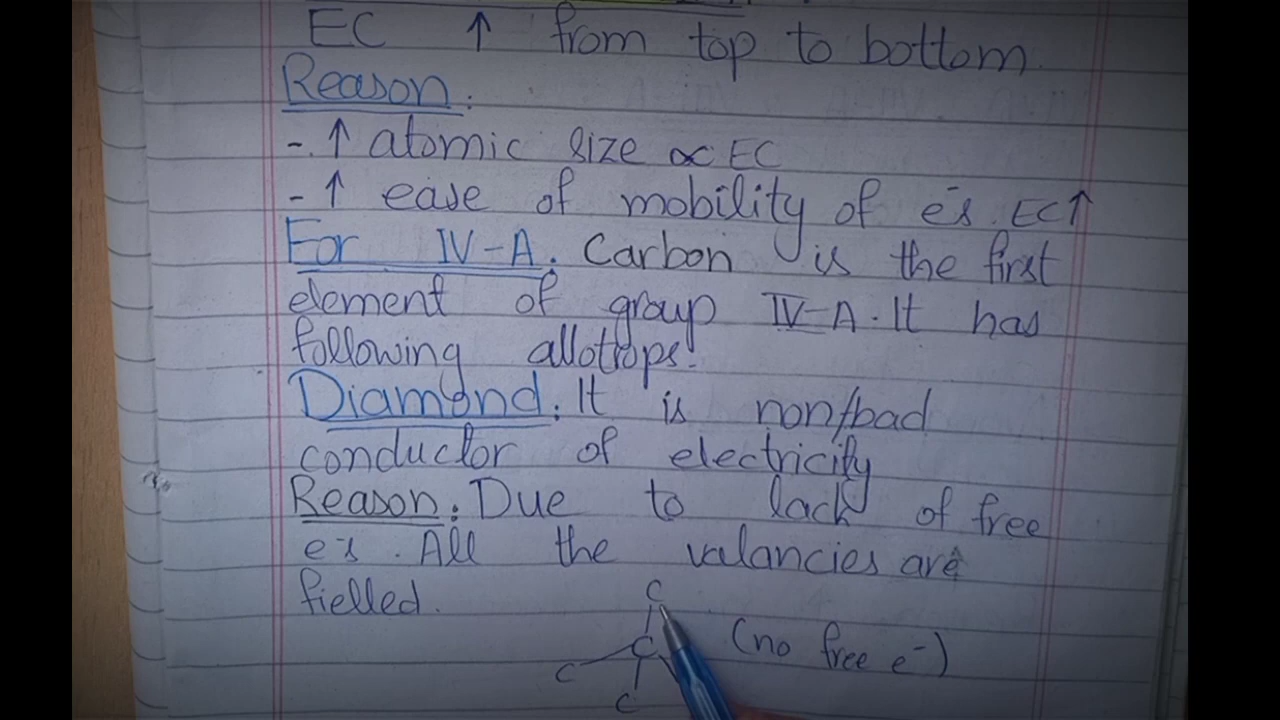 EC ↑ from top to bottom.
Reason.
- ↑ atomic size ∝ EC
- ↑ ease of mobility of e's. EC↑
For IV-A. Carbon is the first
element of group IV-A. It has
following allotrops.
Diamond. It is non/bad
conductor of electricity
Reason. Due to lack of free
e's. All the valancies are
fielled.
C
C (no free e⁻)
C
C